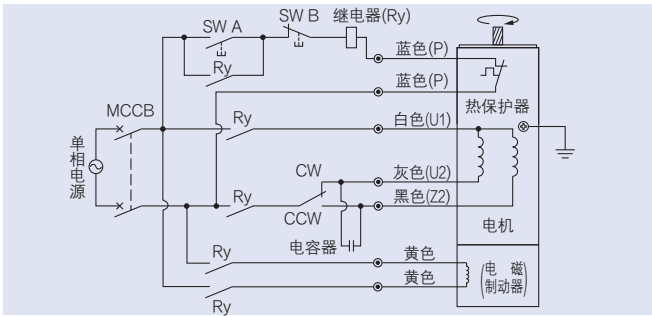 SW A
SW B
继电器(Ry)
蓝色(P)
Ry
蓝色(P)
热保护器
MCCB
Ry
白色(U1)
单相电源
CW
灰色(U2)
Ry
黑色(Z2)
CCW
电容器
电机
Ry
黄色
黄色
(电磁
制动器)
Ry